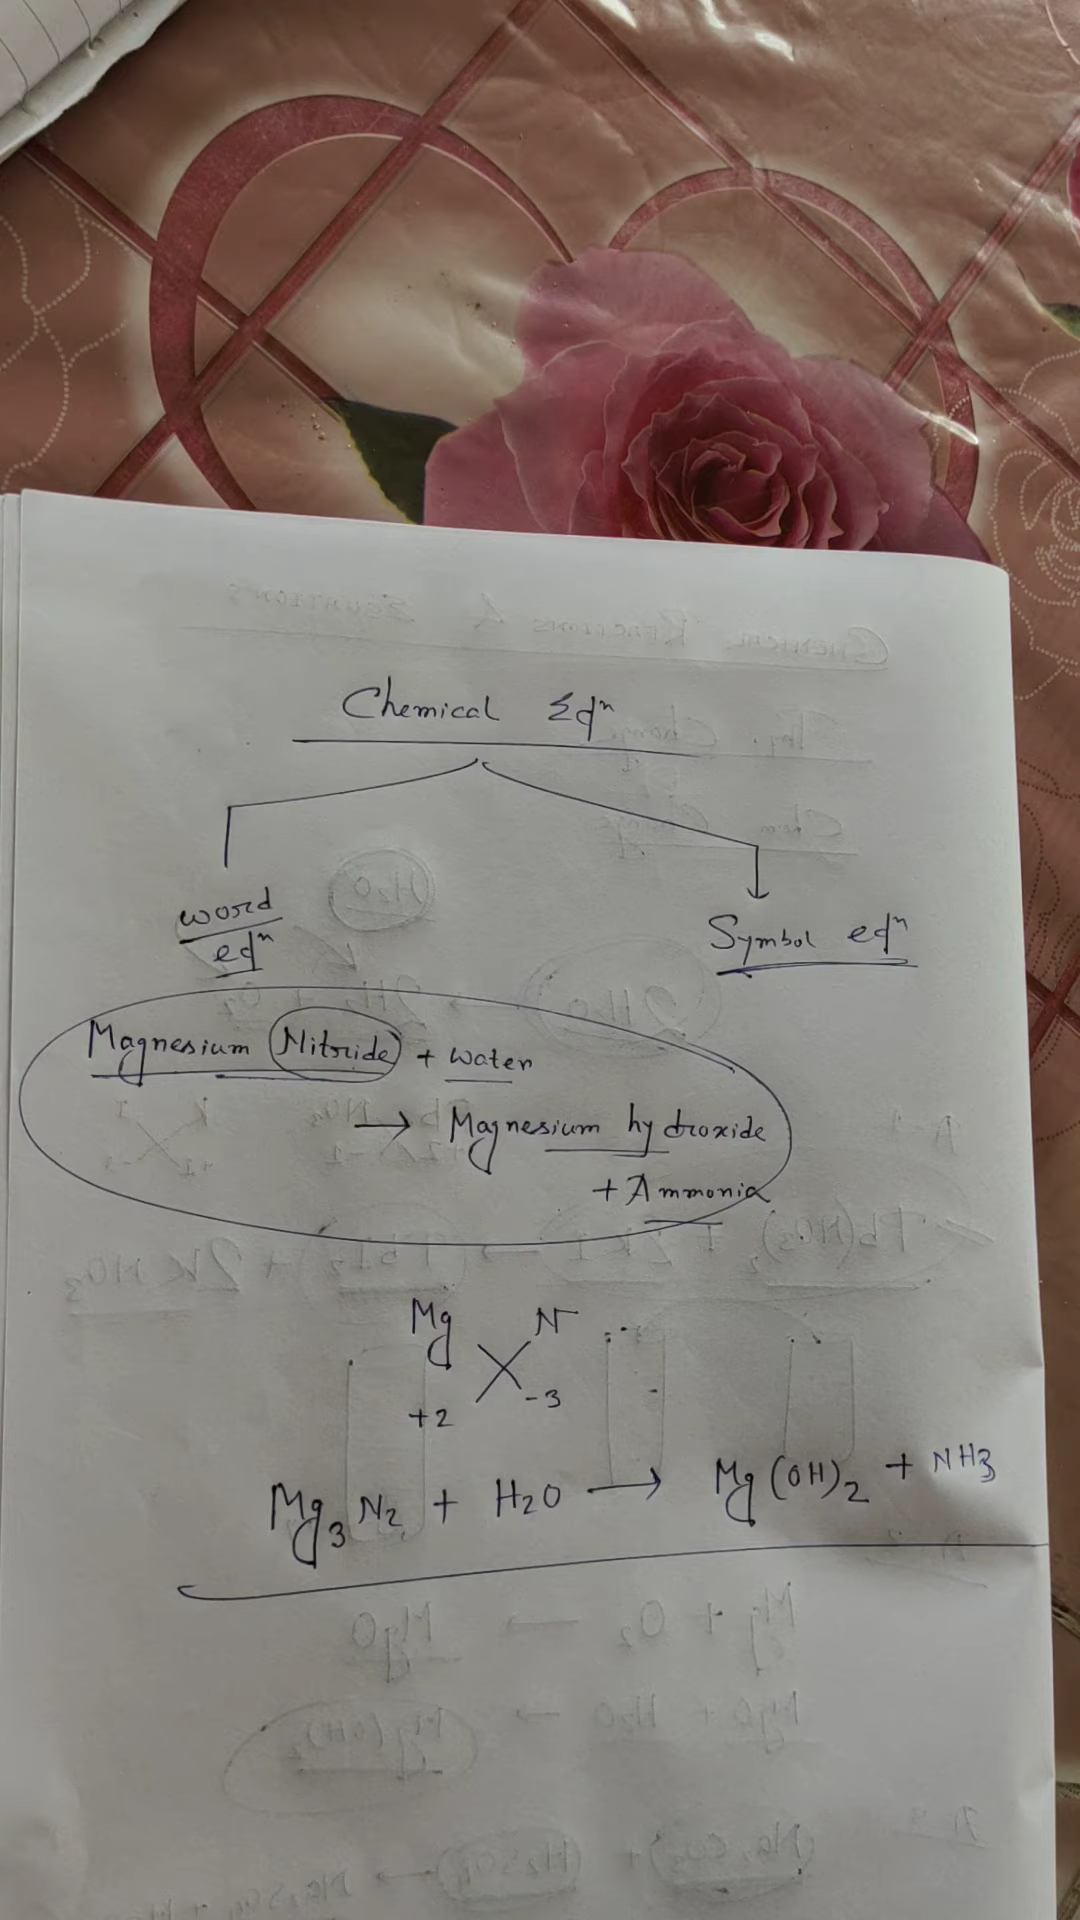 Chemical Eqⁿ
word
eqⁿ
Symbol eqⁿ
Magnesium Nitride + water
→ Magnesium hydroxide
+ Ammonia
Mg N
+2 -3
Mg₃N₂ + H₂O → Mg(OH)₂ + NH₃